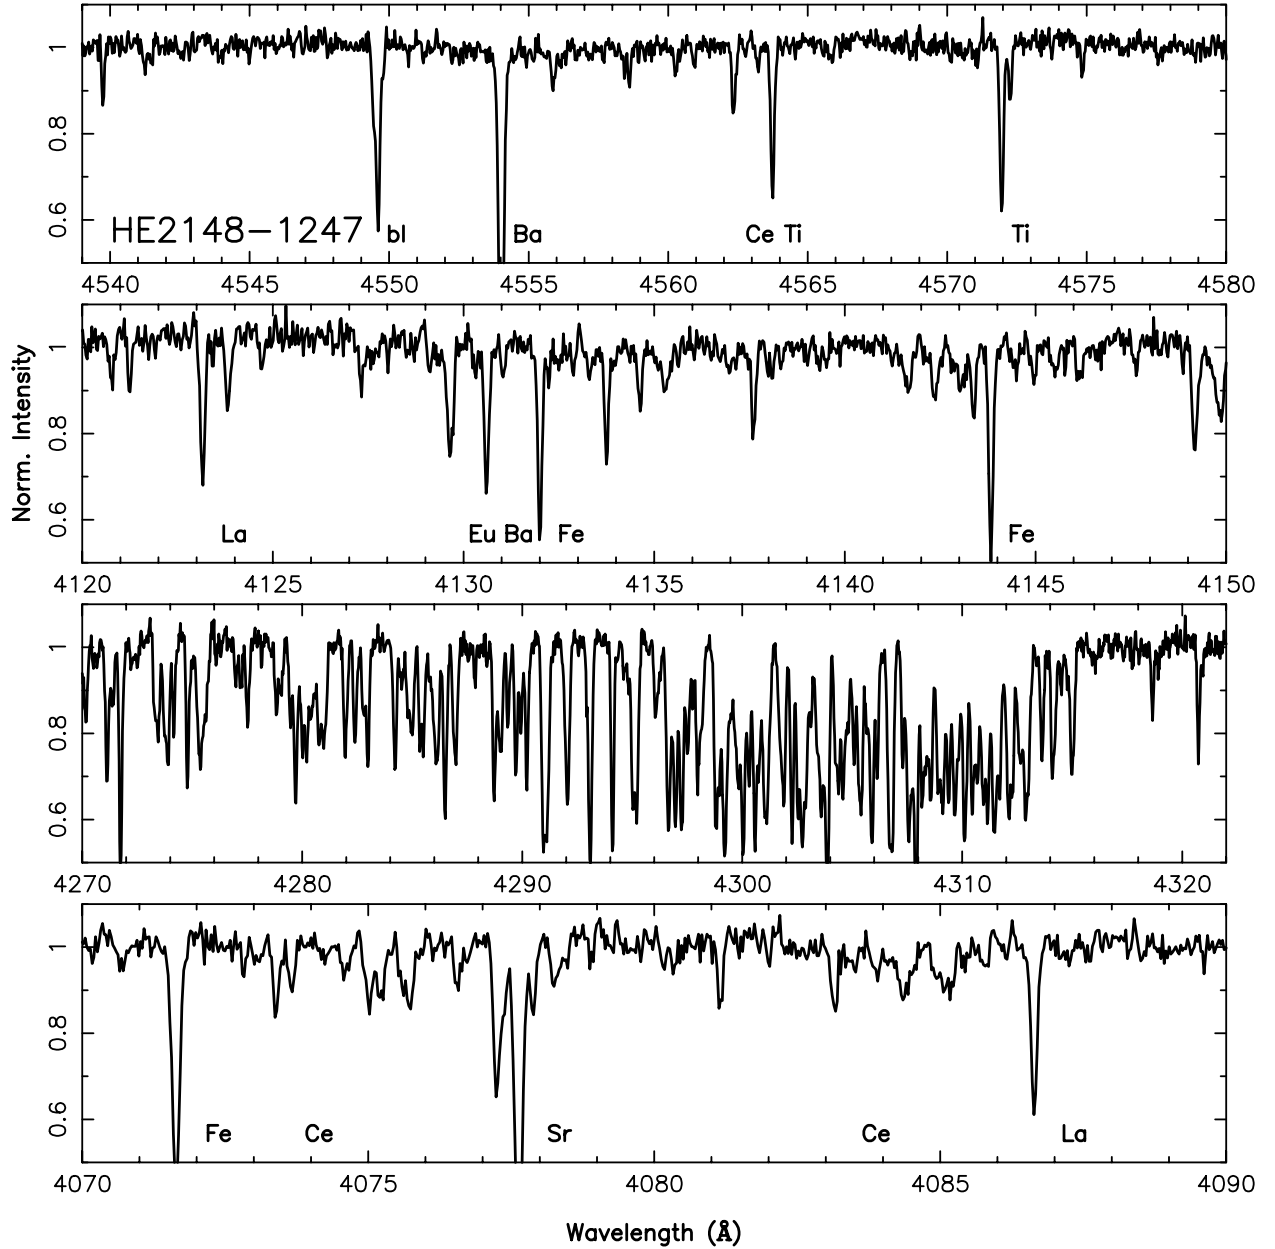 1
0.8
0.6
HE2148−1247 bl Ba Ce Ti Ti
4540 4545 4550 4555 4560 4565 4570 4575 4580
1
0.8
0.6
La Eu Ba Fe Fe
4120 4125 4130 4135 4140 4145 4150
Norm. Intensity
1
0.8
0.6
4270 4280 4290 4300 4310 4320
1
0.8
0.6
Fe Ce Sr Ce La
4070 4075 4080 4085 4090
Wavelength (Å)